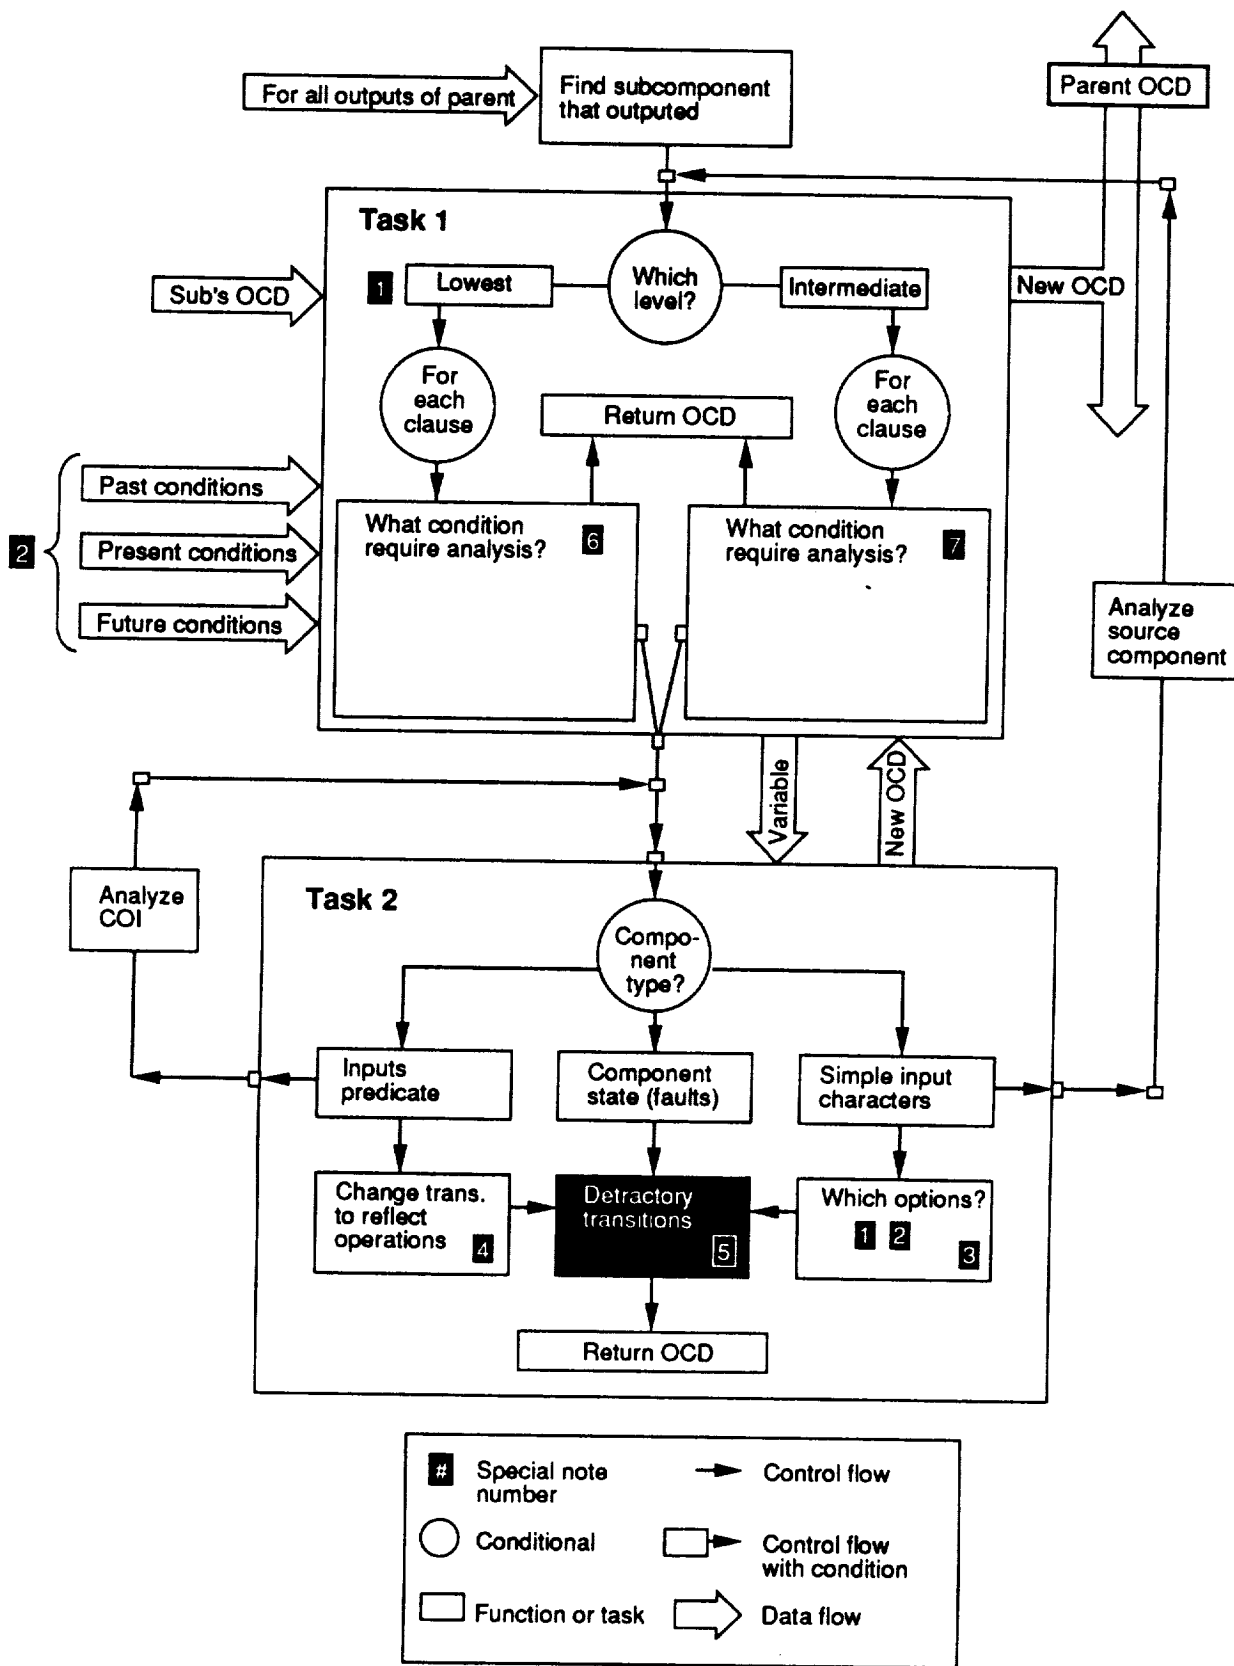 For all outputs of parent
Find subcomponent
that outputed
Parent OCD
Task 1
Which
level?
1
Lowest
Intermediate
Sub's OCD
New OCD
For
each
clause
For
each
clause
Return OCD
2
Past conditions
Present conditions
Future conditions
What condition
require analysis?
6
What condition
require analysis?
7
Analyze
source
component
Variable
New OCD
Analyze
COI
Task 2
Compo-
nent
type?
Inputs
predicate
Component
state (faults)
Simple input
characters
Change trans.
to reflect
operations
4
Detractory
transitions
5
Which options?
1 2
3
Return OCD
# Special note
number
Control flow
Conditional
Control flow
with condition
Function or task
Data flow